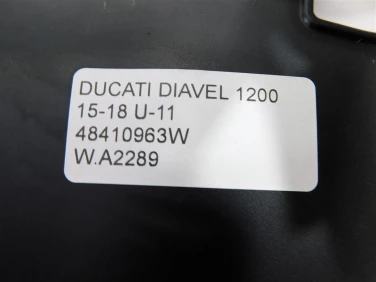 DUCATI DIAVEL 1200
15-18 U-11
48410963W
W.A2289